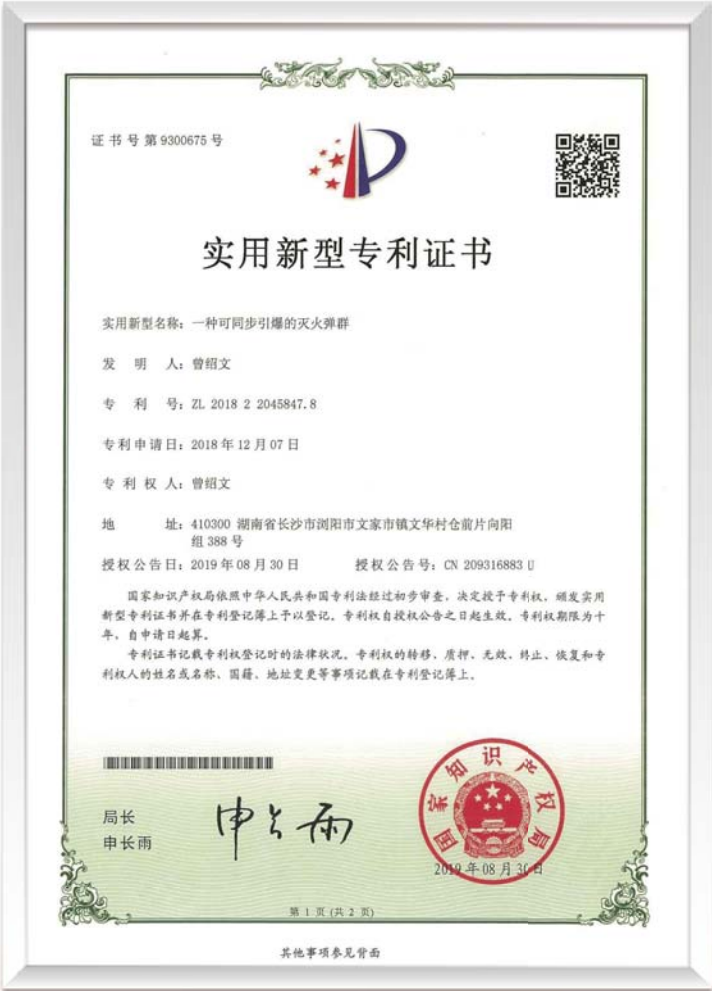 证书号第9300675号
实用新型专利证书
实用新型名称：一种可同步引爆的灭火弹群
发 明 人：曾绍文
专 利 号：ZL 2018 2 2045847.8
专利申请日：2018年12月07日
专 利 权 人：曾绍文
地 址：410300 湖南省长沙市浏阳市文家市镇文华村仓前片向阳
组388号
授权公告日：2019年08月30日 授权公告号：CN 209316883 U
国家知识产权局依照中华人民共和国专利法经过初步审查，决定授予专利权，颁发实用
新型专利证书并在专利登记簿上予以登记。专利权自授权公告之日起生效。专利权期限为十
年，自申请日起算。
专利证书记载专利权登记时的法律状况。专利权的转移、质押、无效、终止、恢复和专
利权人的姓名或名称、国籍、地址变更等事项记载在专利登记簿上。
局长
申长雨
申长雨
国家知识产权局
2019年08月30日
第 1 页 (共 2 页)
其他事项参见背面